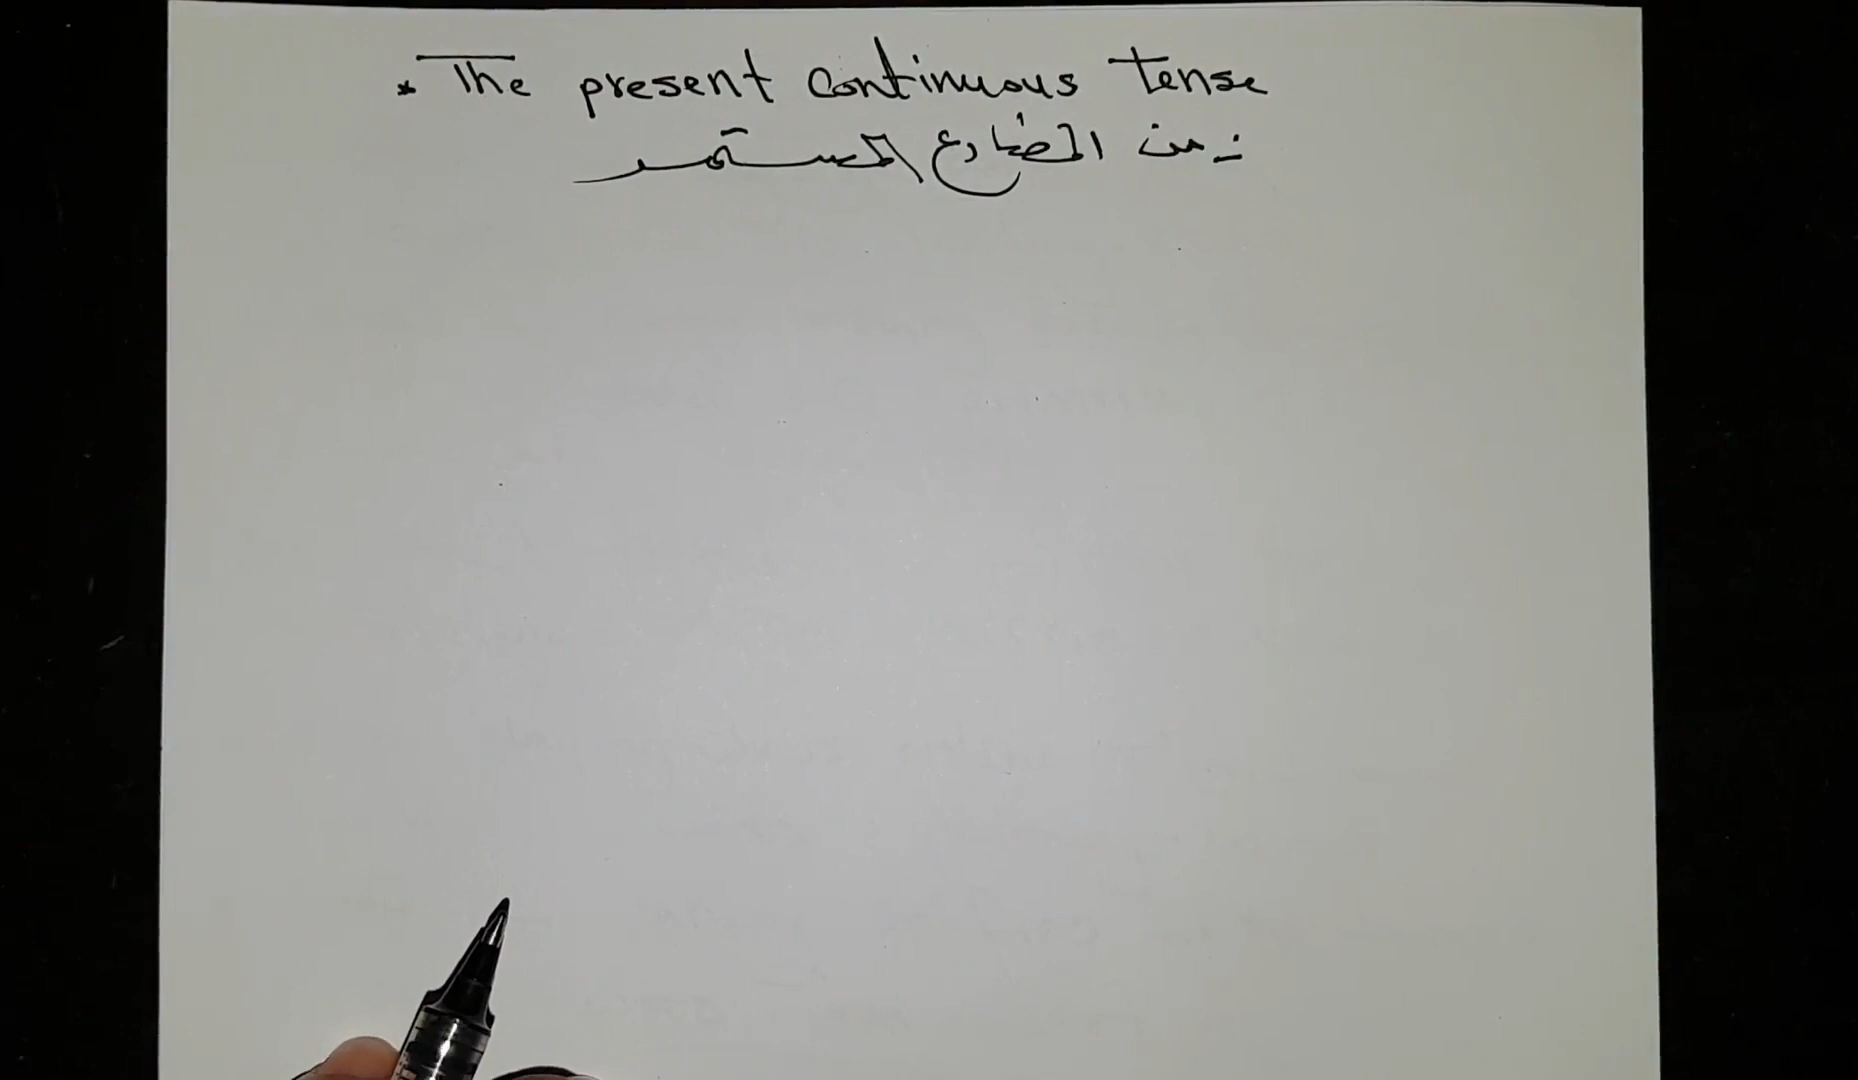 * The present continuous tense
زمن المضارع المستمر